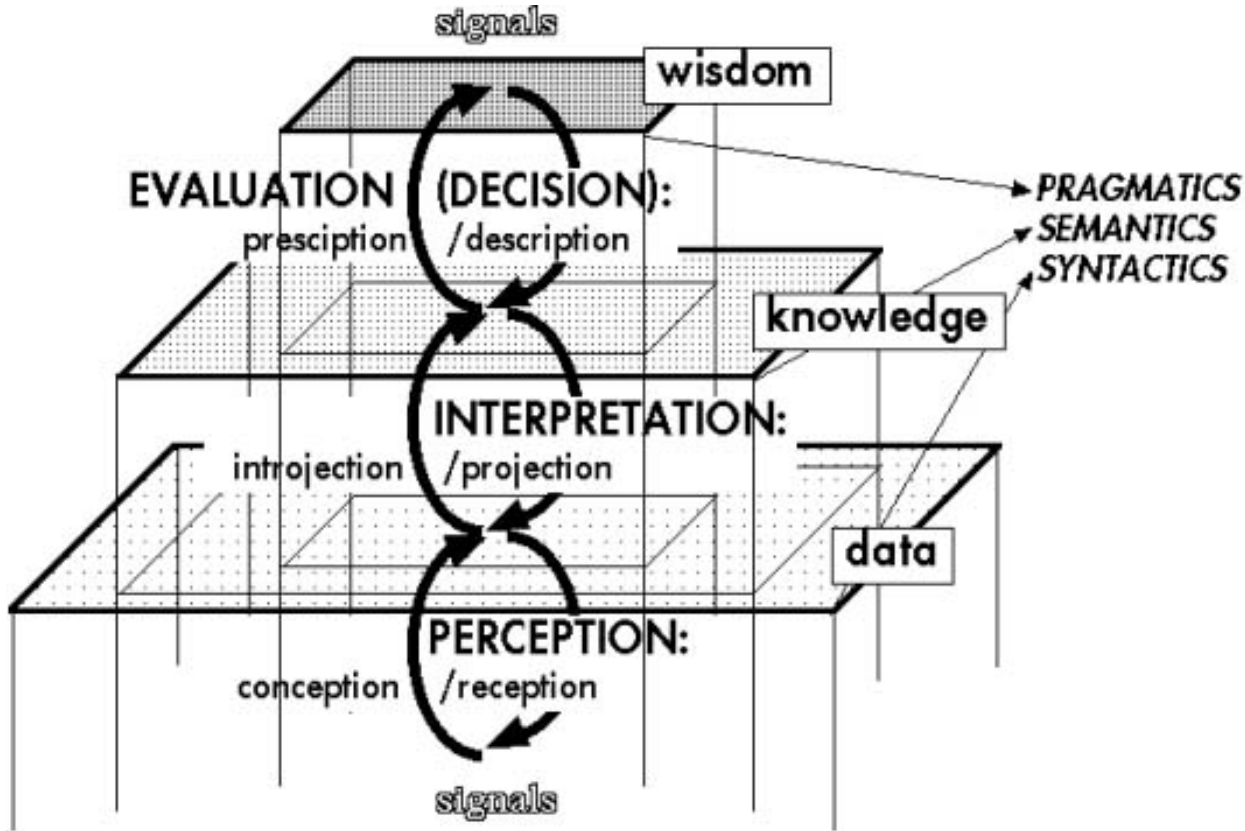 signals
wisdom
EVALUATION (DECISION):
presciption /description
PRAGMATICS
SEMANTICS
SYNTACTICS
knowledge
INTERPRETATION:
introjection /projection
data
PERCEPTION:
conception /reception
signals